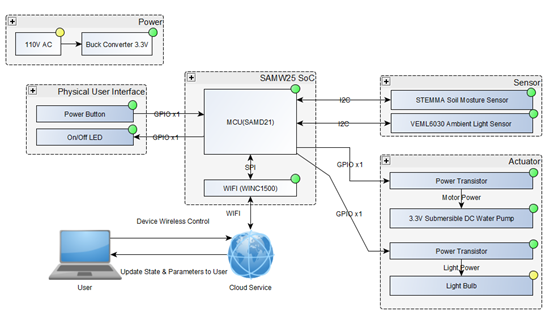 Power
110V AC
Buck Converter 3.3V
Physical User Interface
Power Button
GPIO x1
On/Off LED
GPIO x1
SAMW25 SoC
MCU(SAMD21)
SPI
WIFI (WINC1500)
WIFI
Sensor
I2C
STEMMA Soil Mositure Sensor
I2C
VEML6030 Ambient Light Sensor
Actuator
GPIO x1
Power Transistor
Motor Power
3.3V Submersible DC Water Pump
GPIO x1
Power Transistor
Light Power
Light Bulb
Device Wireless Control
Update State & Parameters to User
User
Cloud Service